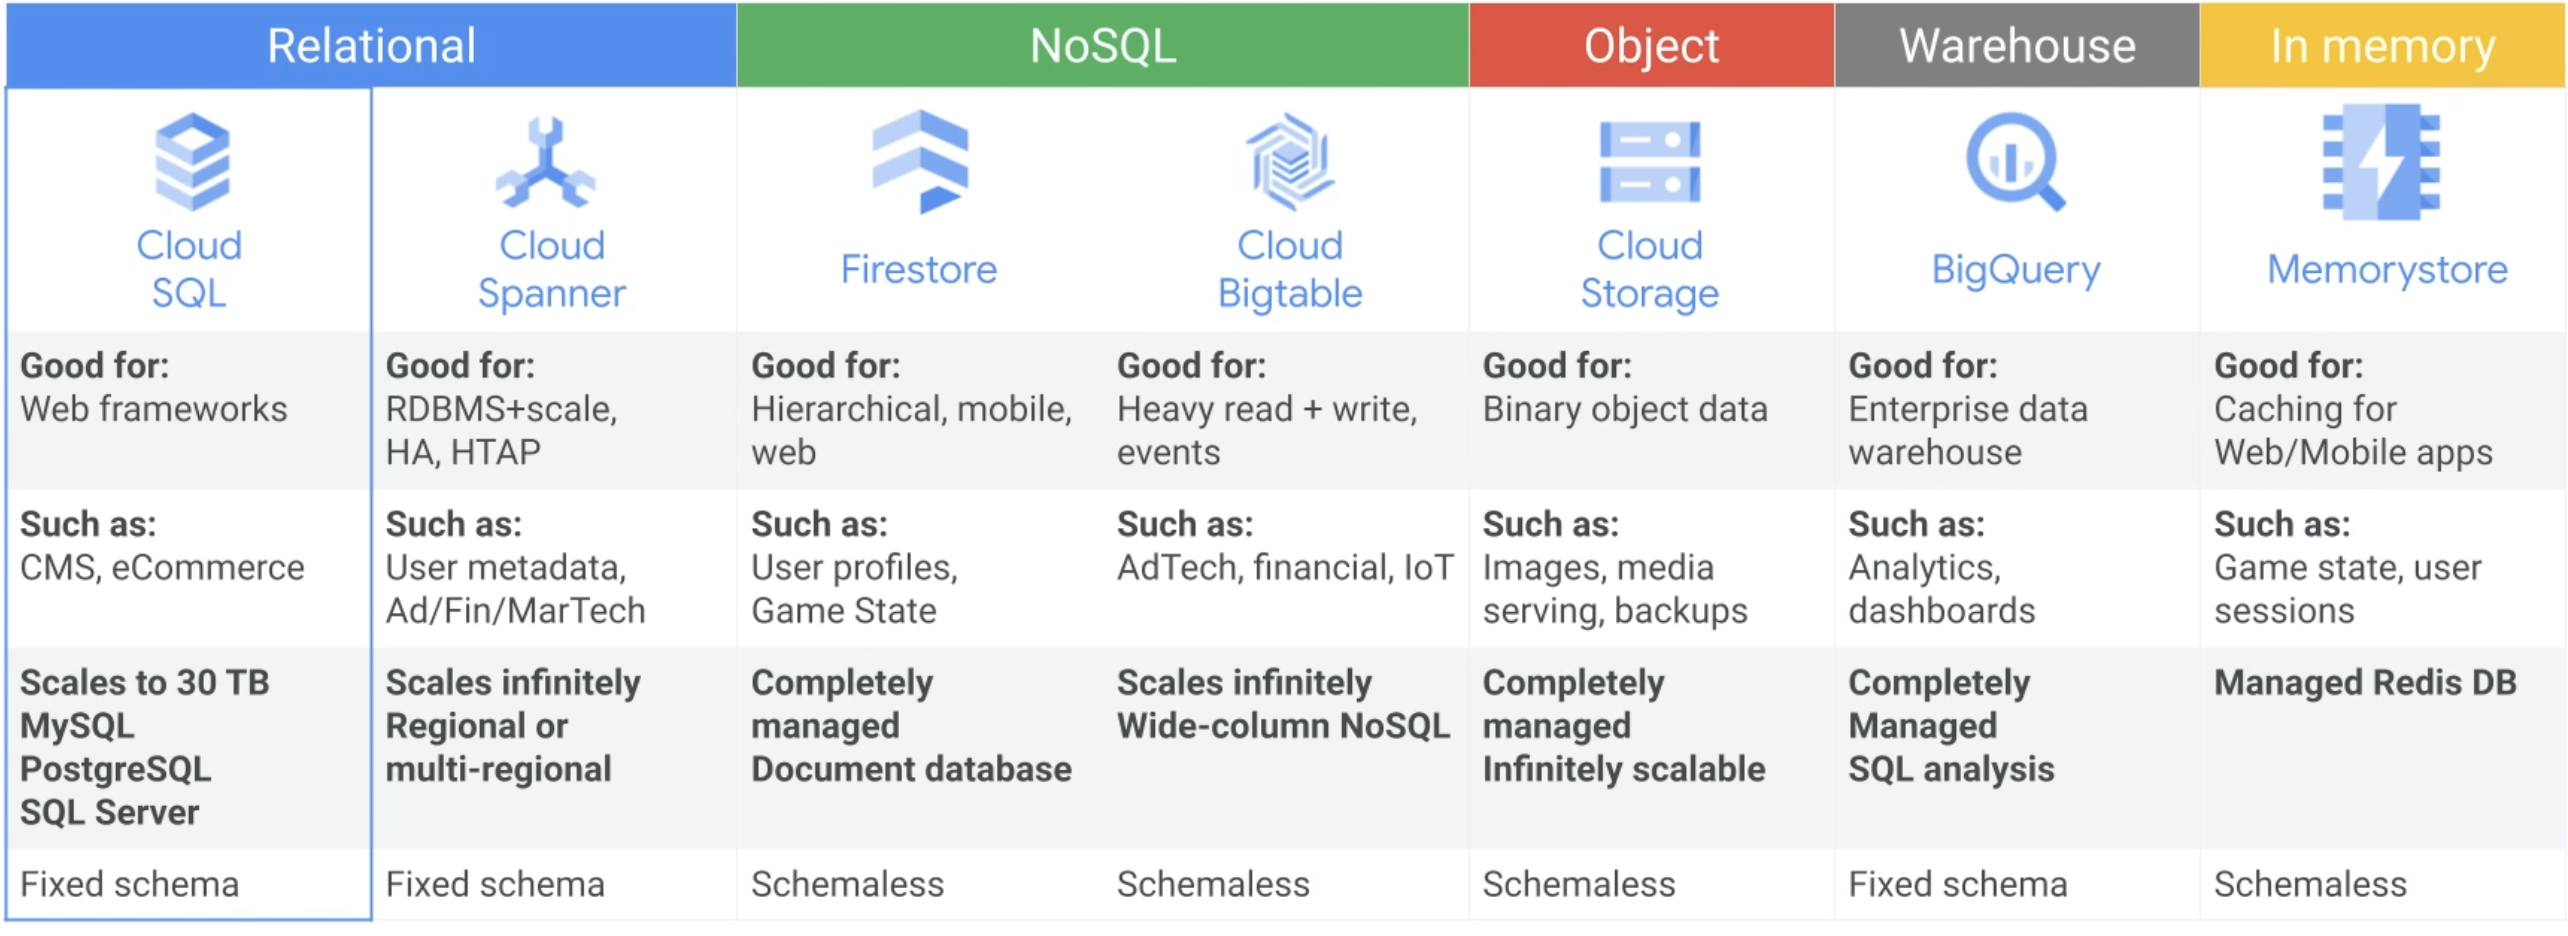 Relational
NoSQL
Object
Warehouse
In memory
Cloud
SQL
Cloud
Spanner
Firestore
Cloud
Bigtable
Cloud
Storage
BigQuery
Memorystore
Good for:
Web frameworks
Good for:
RDBMS+scale,
HA, HTAP
Good for:
Hierarchical, mobile,
web
Good for:
Heavy read + write,
events
Good for:
Binary object data
Good for:
Enterprise data
warehouse
Good for:
Caching for
Web/Mobile apps
Such as:
CMS, eCommerce
Such as:
User metadata,
Ad/Fin/MarTech
Such as:
User profiles,
Game State
Such as:
AdTech, financial, IoT
Such as:
Images, media
serving, backups
Such as:
Analytics,
dashboards
Such as:
Game state, user
sessions
Scales to 30 TB
MySQL
PostgreSQL
SQL Server
Scales infinitely
Regional or
multi-regional
Completely
managed
Document database
Scales infinitely
Wide-column NoSQL
Completely
managed
Infinitely scalable
Completely
Managed
SQL analysis
Managed Redis DB
Fixed schema
Fixed schema
Schemaless
Schemaless
Schemaless
Fixed schema
Schemaless